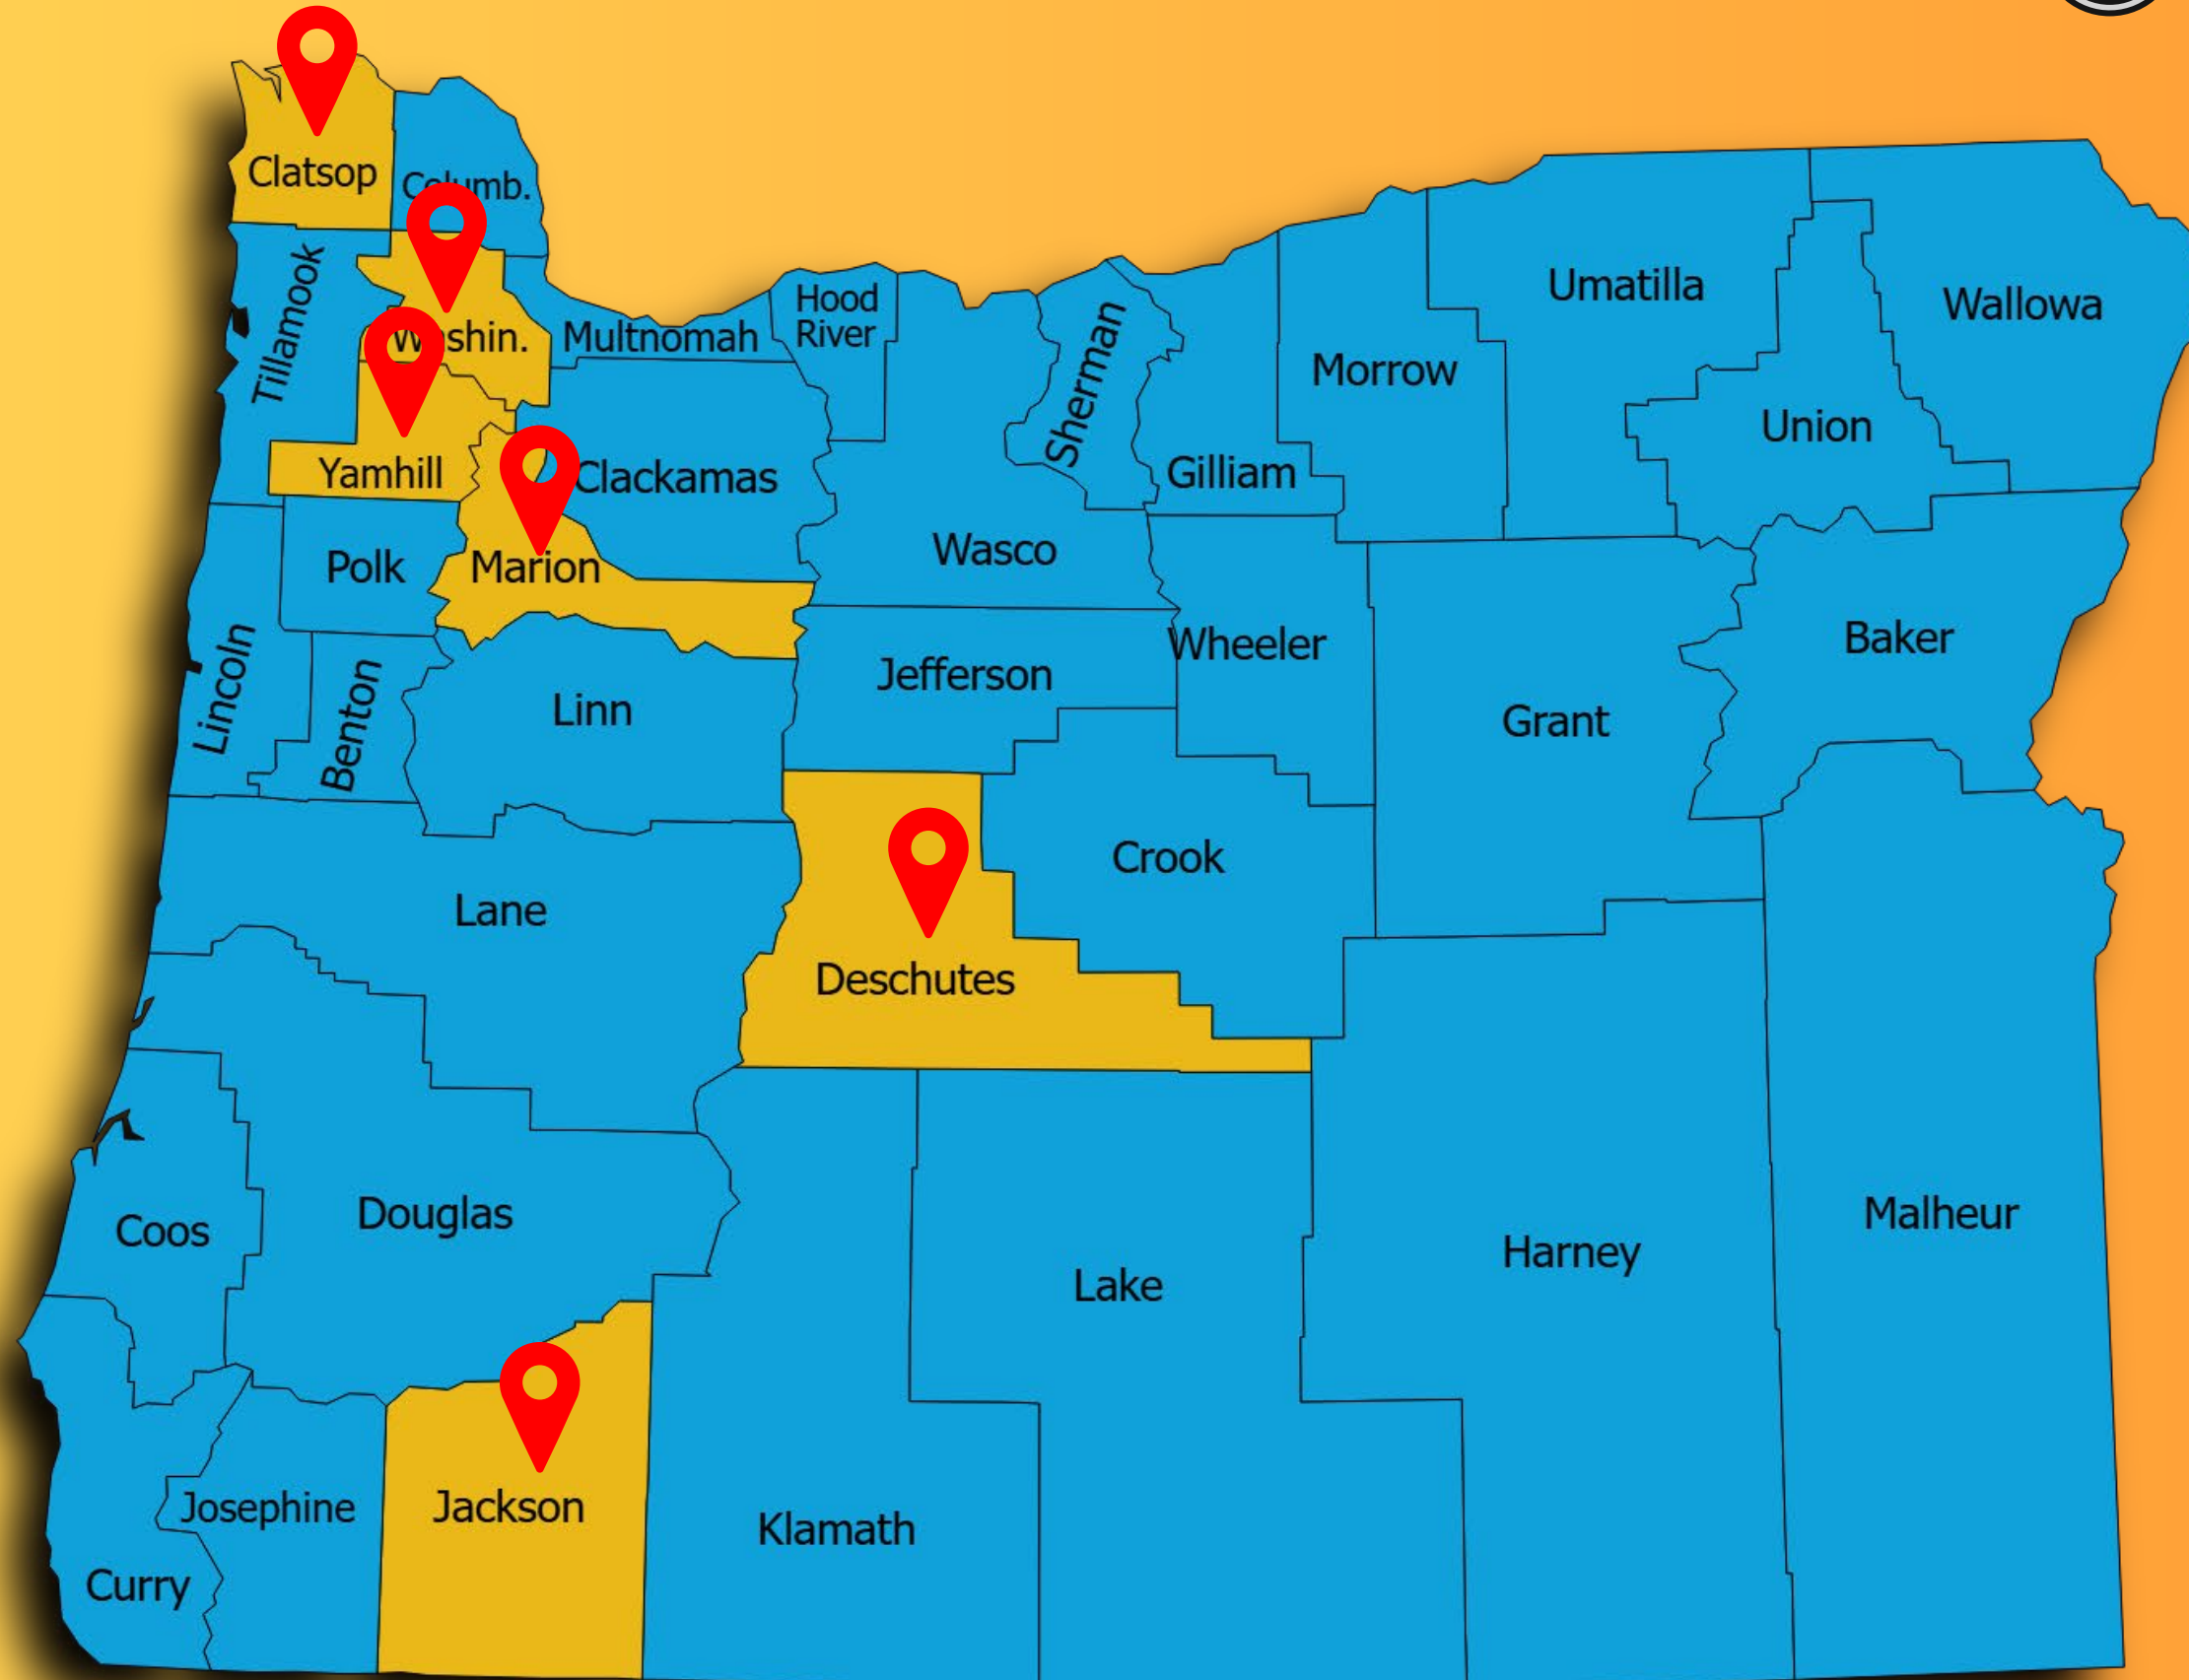 Clatsop
Columb.
Tillamook
Washin.
Multnomah
Hood
River
Sherman
Umatilla
Wallowa
Morrow
Union
Yamhill
Clackamas
Gilliam
Wasco
Polk
Marion
Wheeler
Baker
Lincoln
Benton
Linn
Jefferson
Grant
Crook
Lane
Deschutes
Coos
Douglas
Lake
Harney
Malheur
Josephine
Jackson
Klamath
Curry